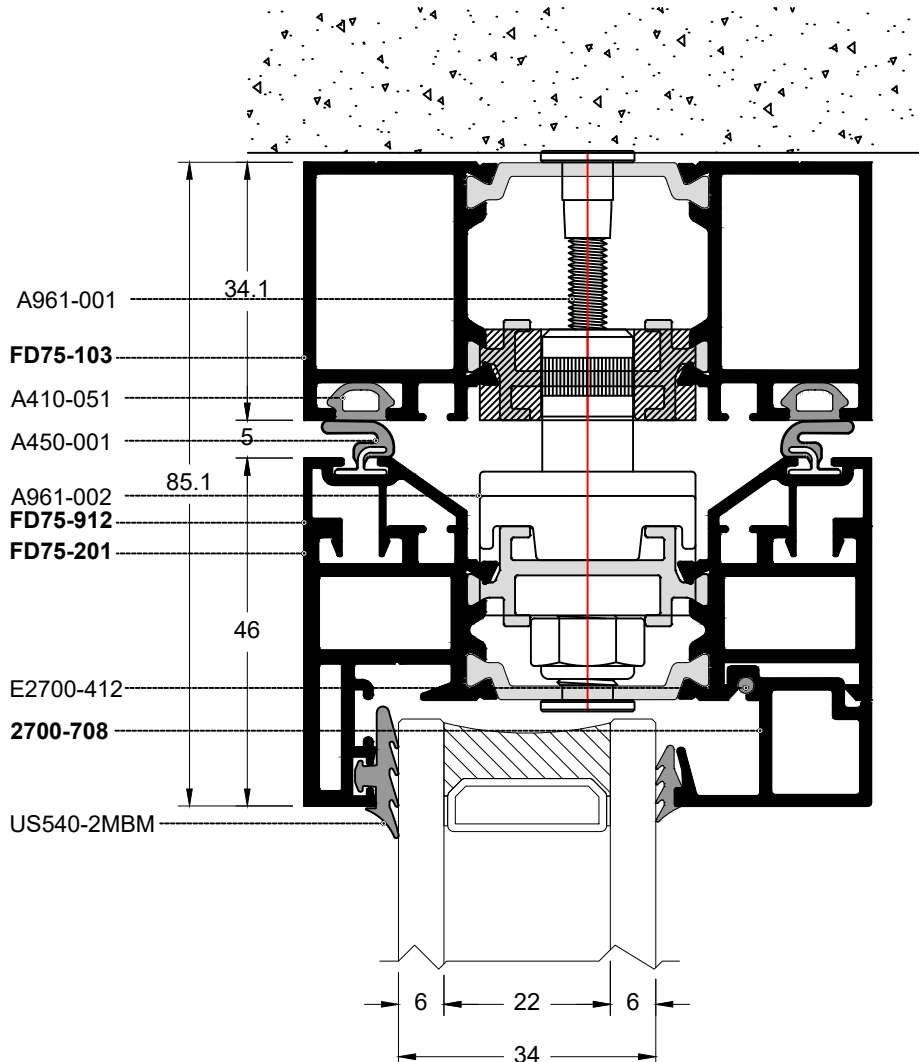 34.1
A961-001
FD75-103
A410-051
A450-001
5
85.1
A961-002
FD75-912
FD75-201
46
E2700-412
2700-708
US540-2MBM
6
22
6
34